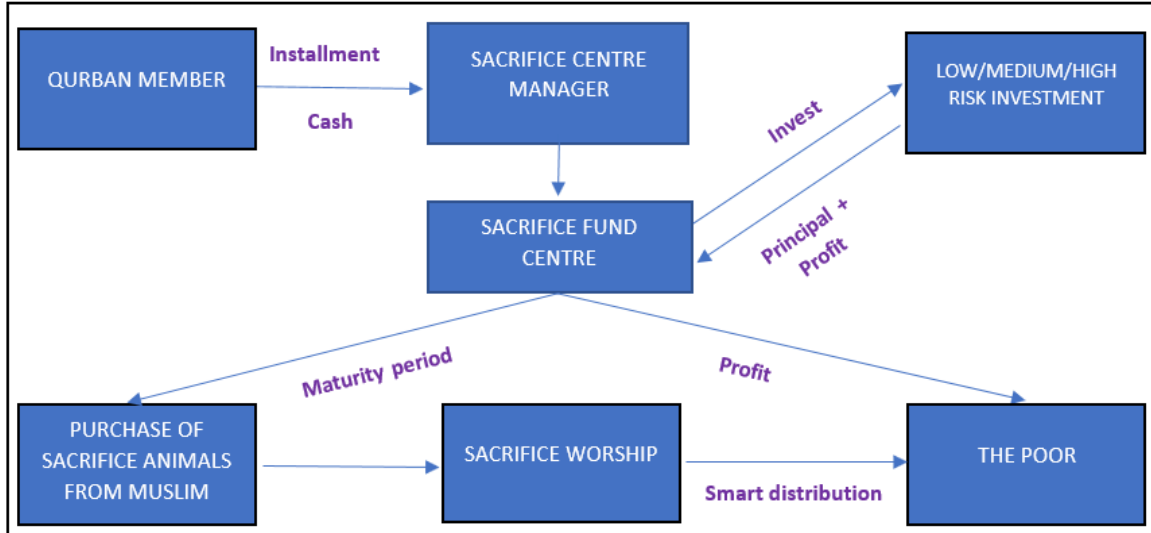 QURBAN MEMBER
Installment
Cash
SACRIFICE CENTRE
MANAGER
LOW/MEDIUM/HIGH
RISK INVESTMENT
Invest
Principal +
Profit
SACRIFICE FUND
CENTRE
Maturity period
Profit
PURCHASE OF
SACRIFICE ANIMALS
FROM MUSLIM
SACRIFICE WORSHIP
Smart distribution
THE POOR